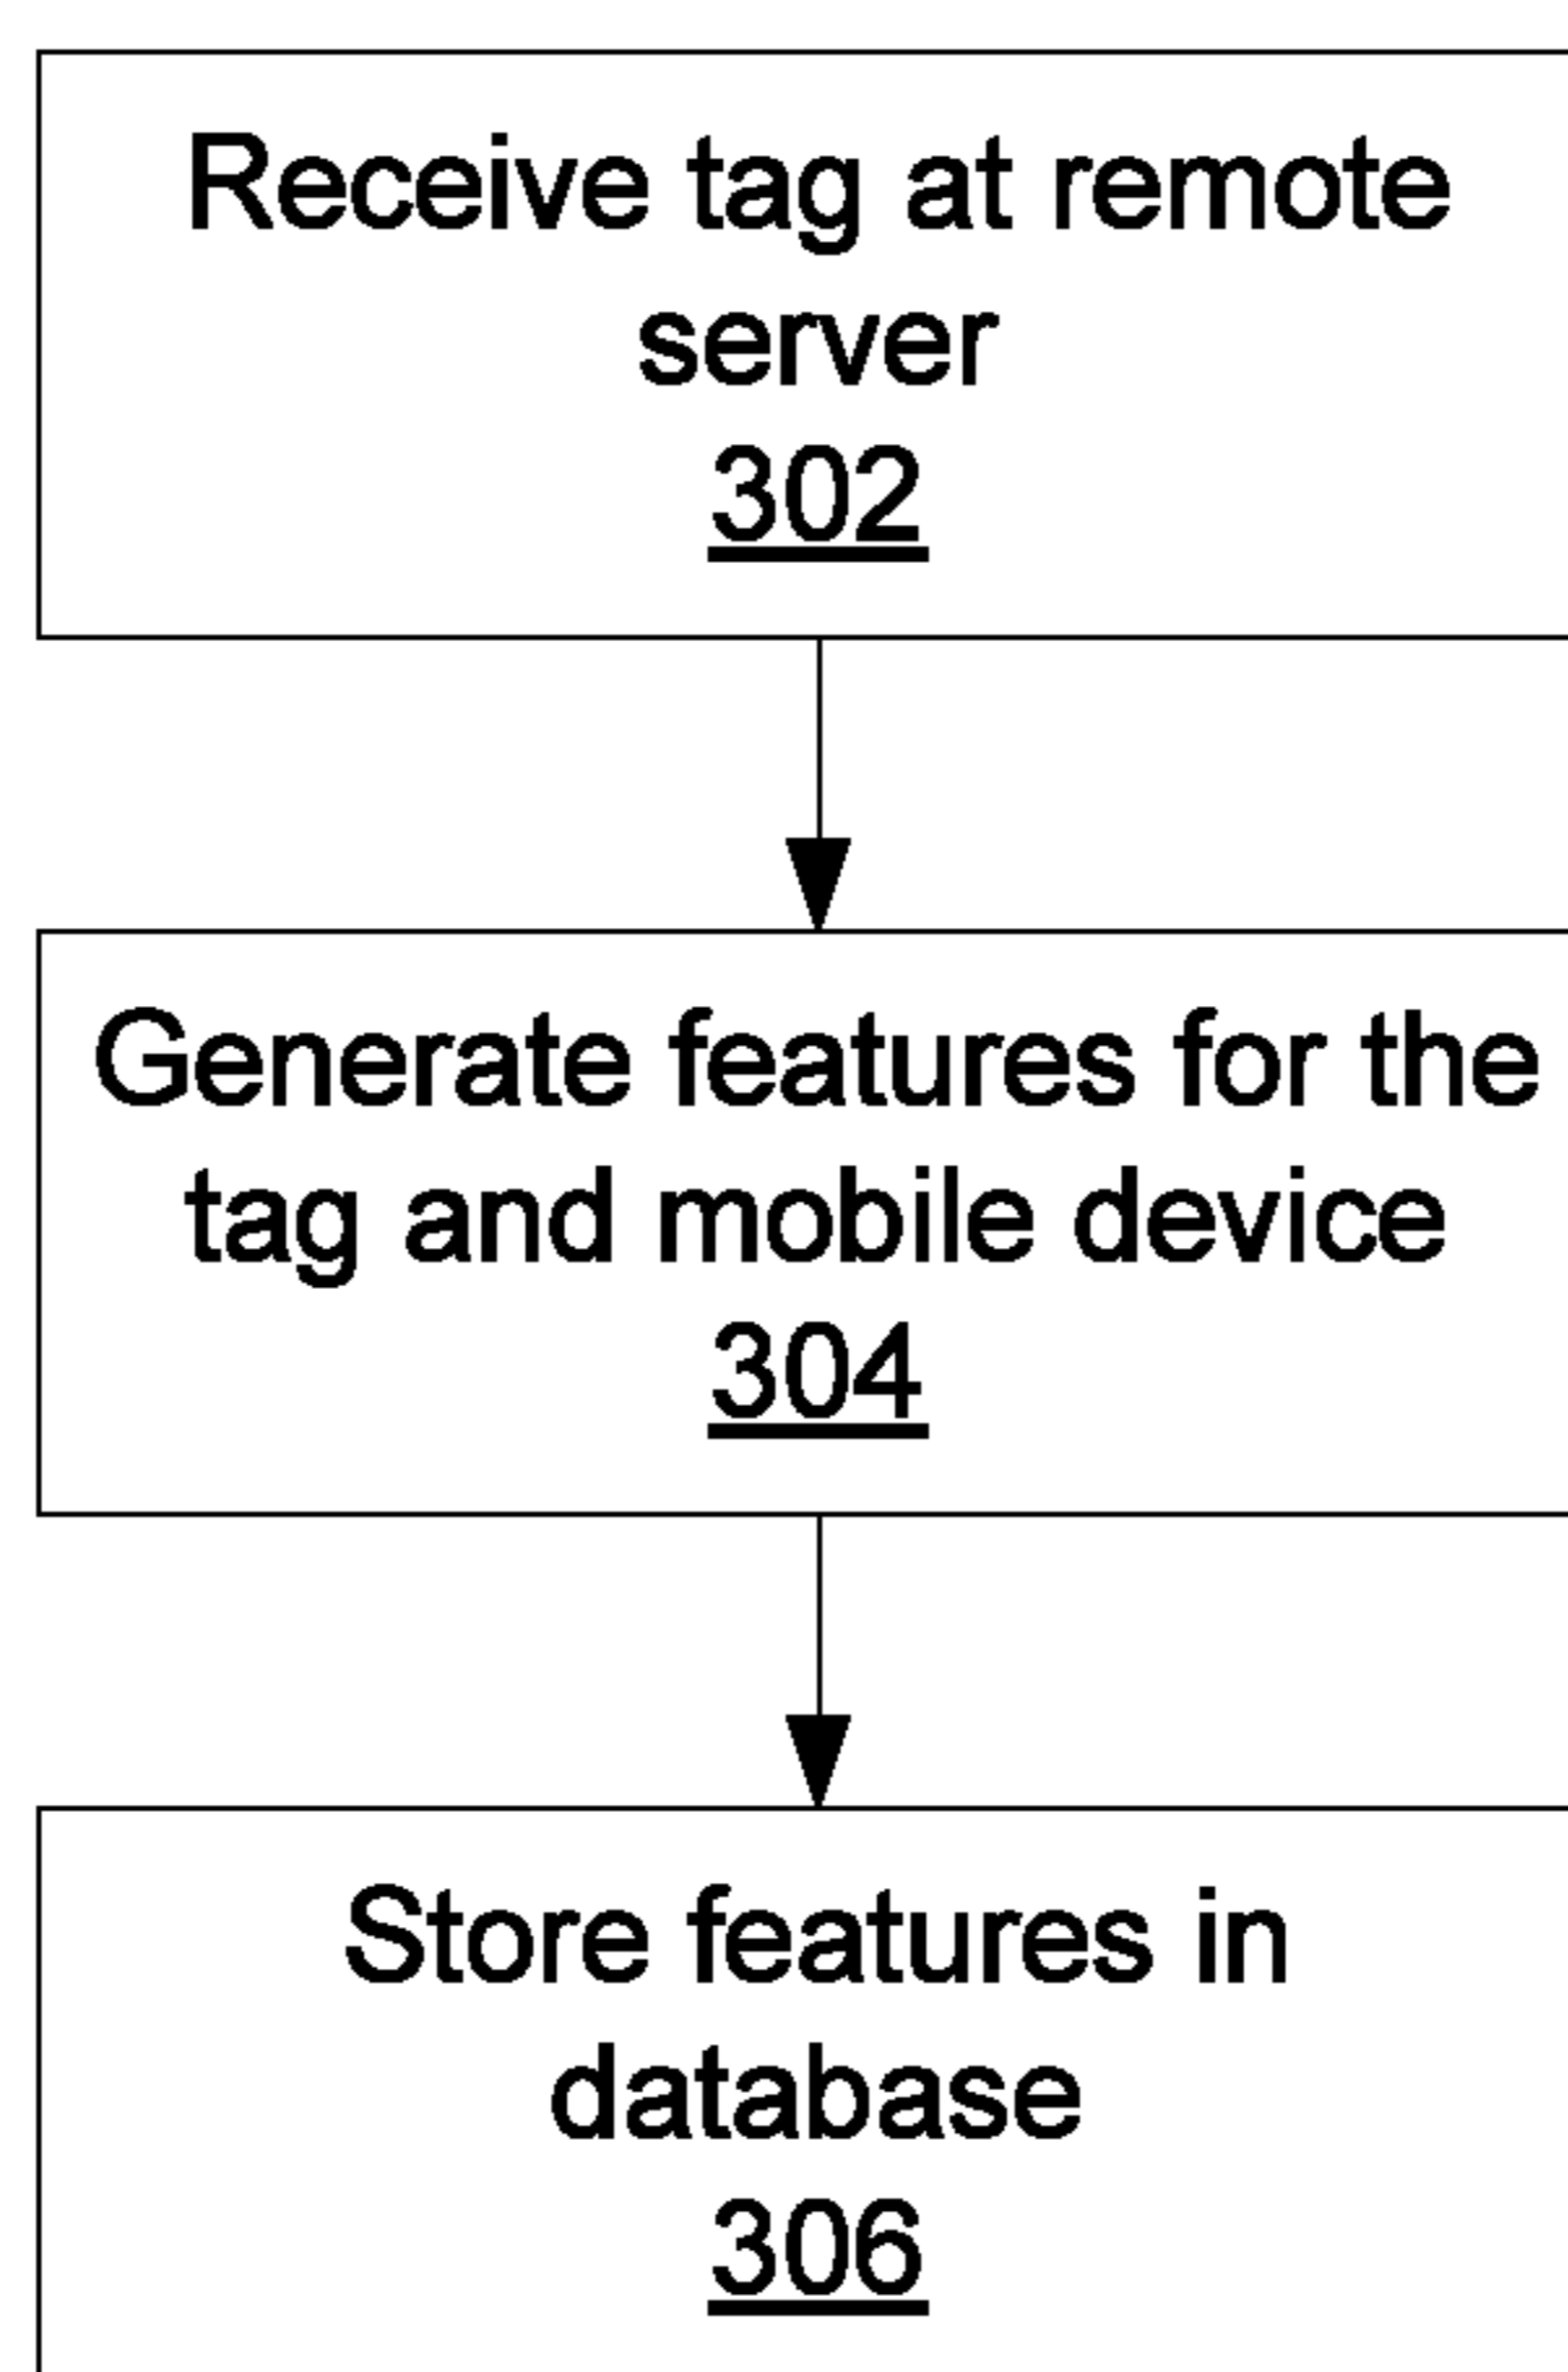 Receive tag at remote
server
302
Generate features for the
tag and mobile device
304
Store features in
database
306